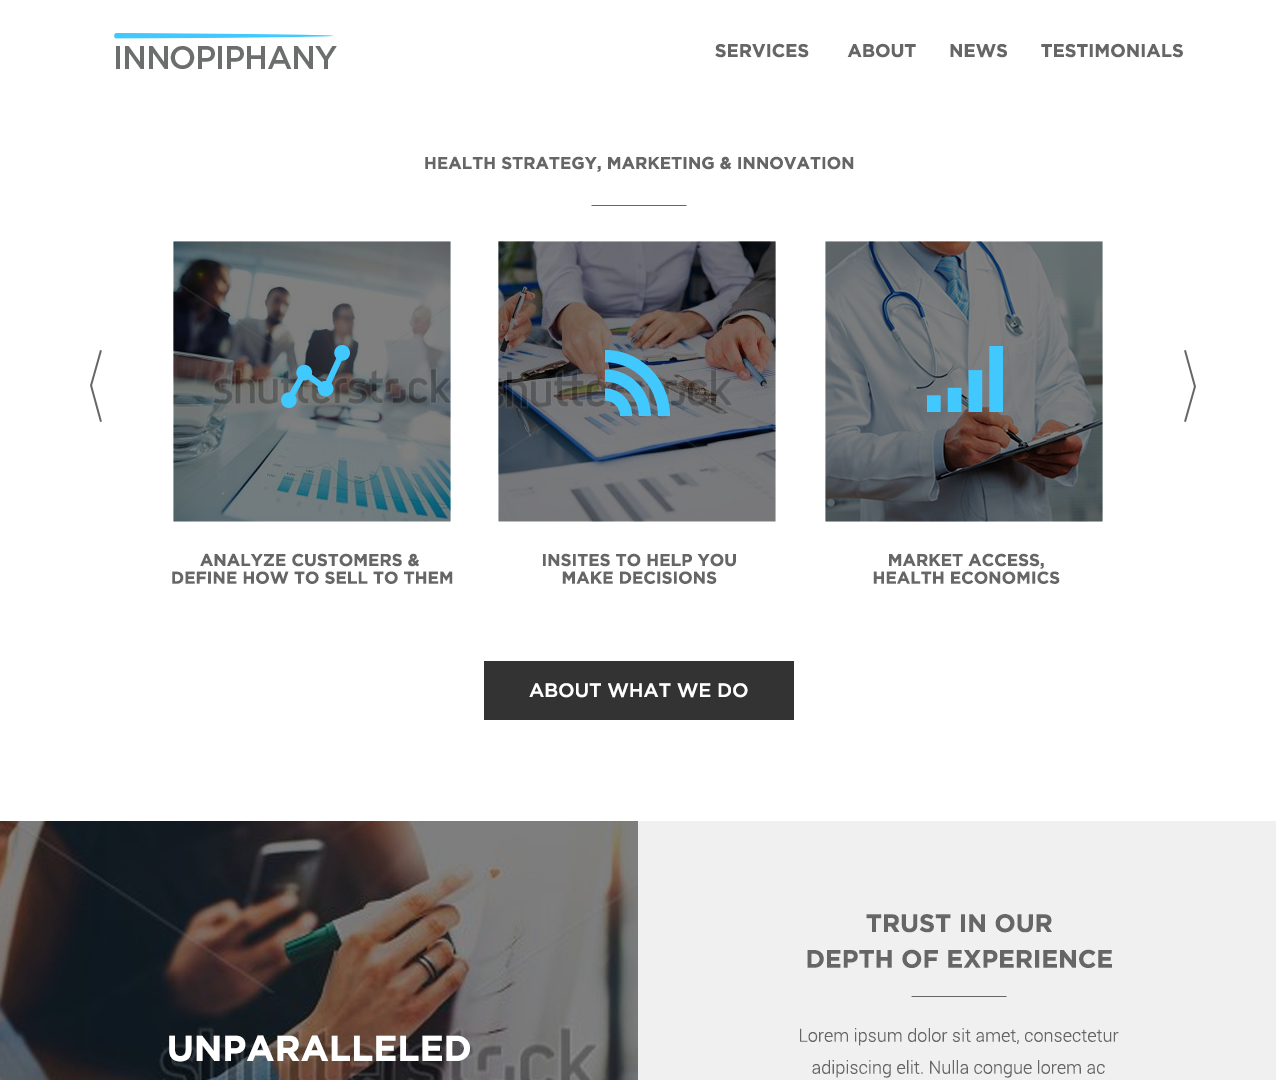 INNOPIPHANY
SERVICES ABOUT NEWS TESTIMONIALS
HEALTH STRATEGY, MARKETING & INNOVATION
shutterstock
shutterstock
ANALYZE CUSTOMERS &
DEFINE HOW TO SELL TO THEM
INSITES TO HELP YOU
MAKE DECISIONS
MARKET ACCESS,
HEALTH ECONOMICS
ABOUT WHAT WE DO
UNPARALLELED
shutterstock
TRUST IN OUR
DEPTH OF EXPERIENCE
Lorem ipsum dolor sit amet, consectetur
adipiscing elit. Nulla congue lorem ac